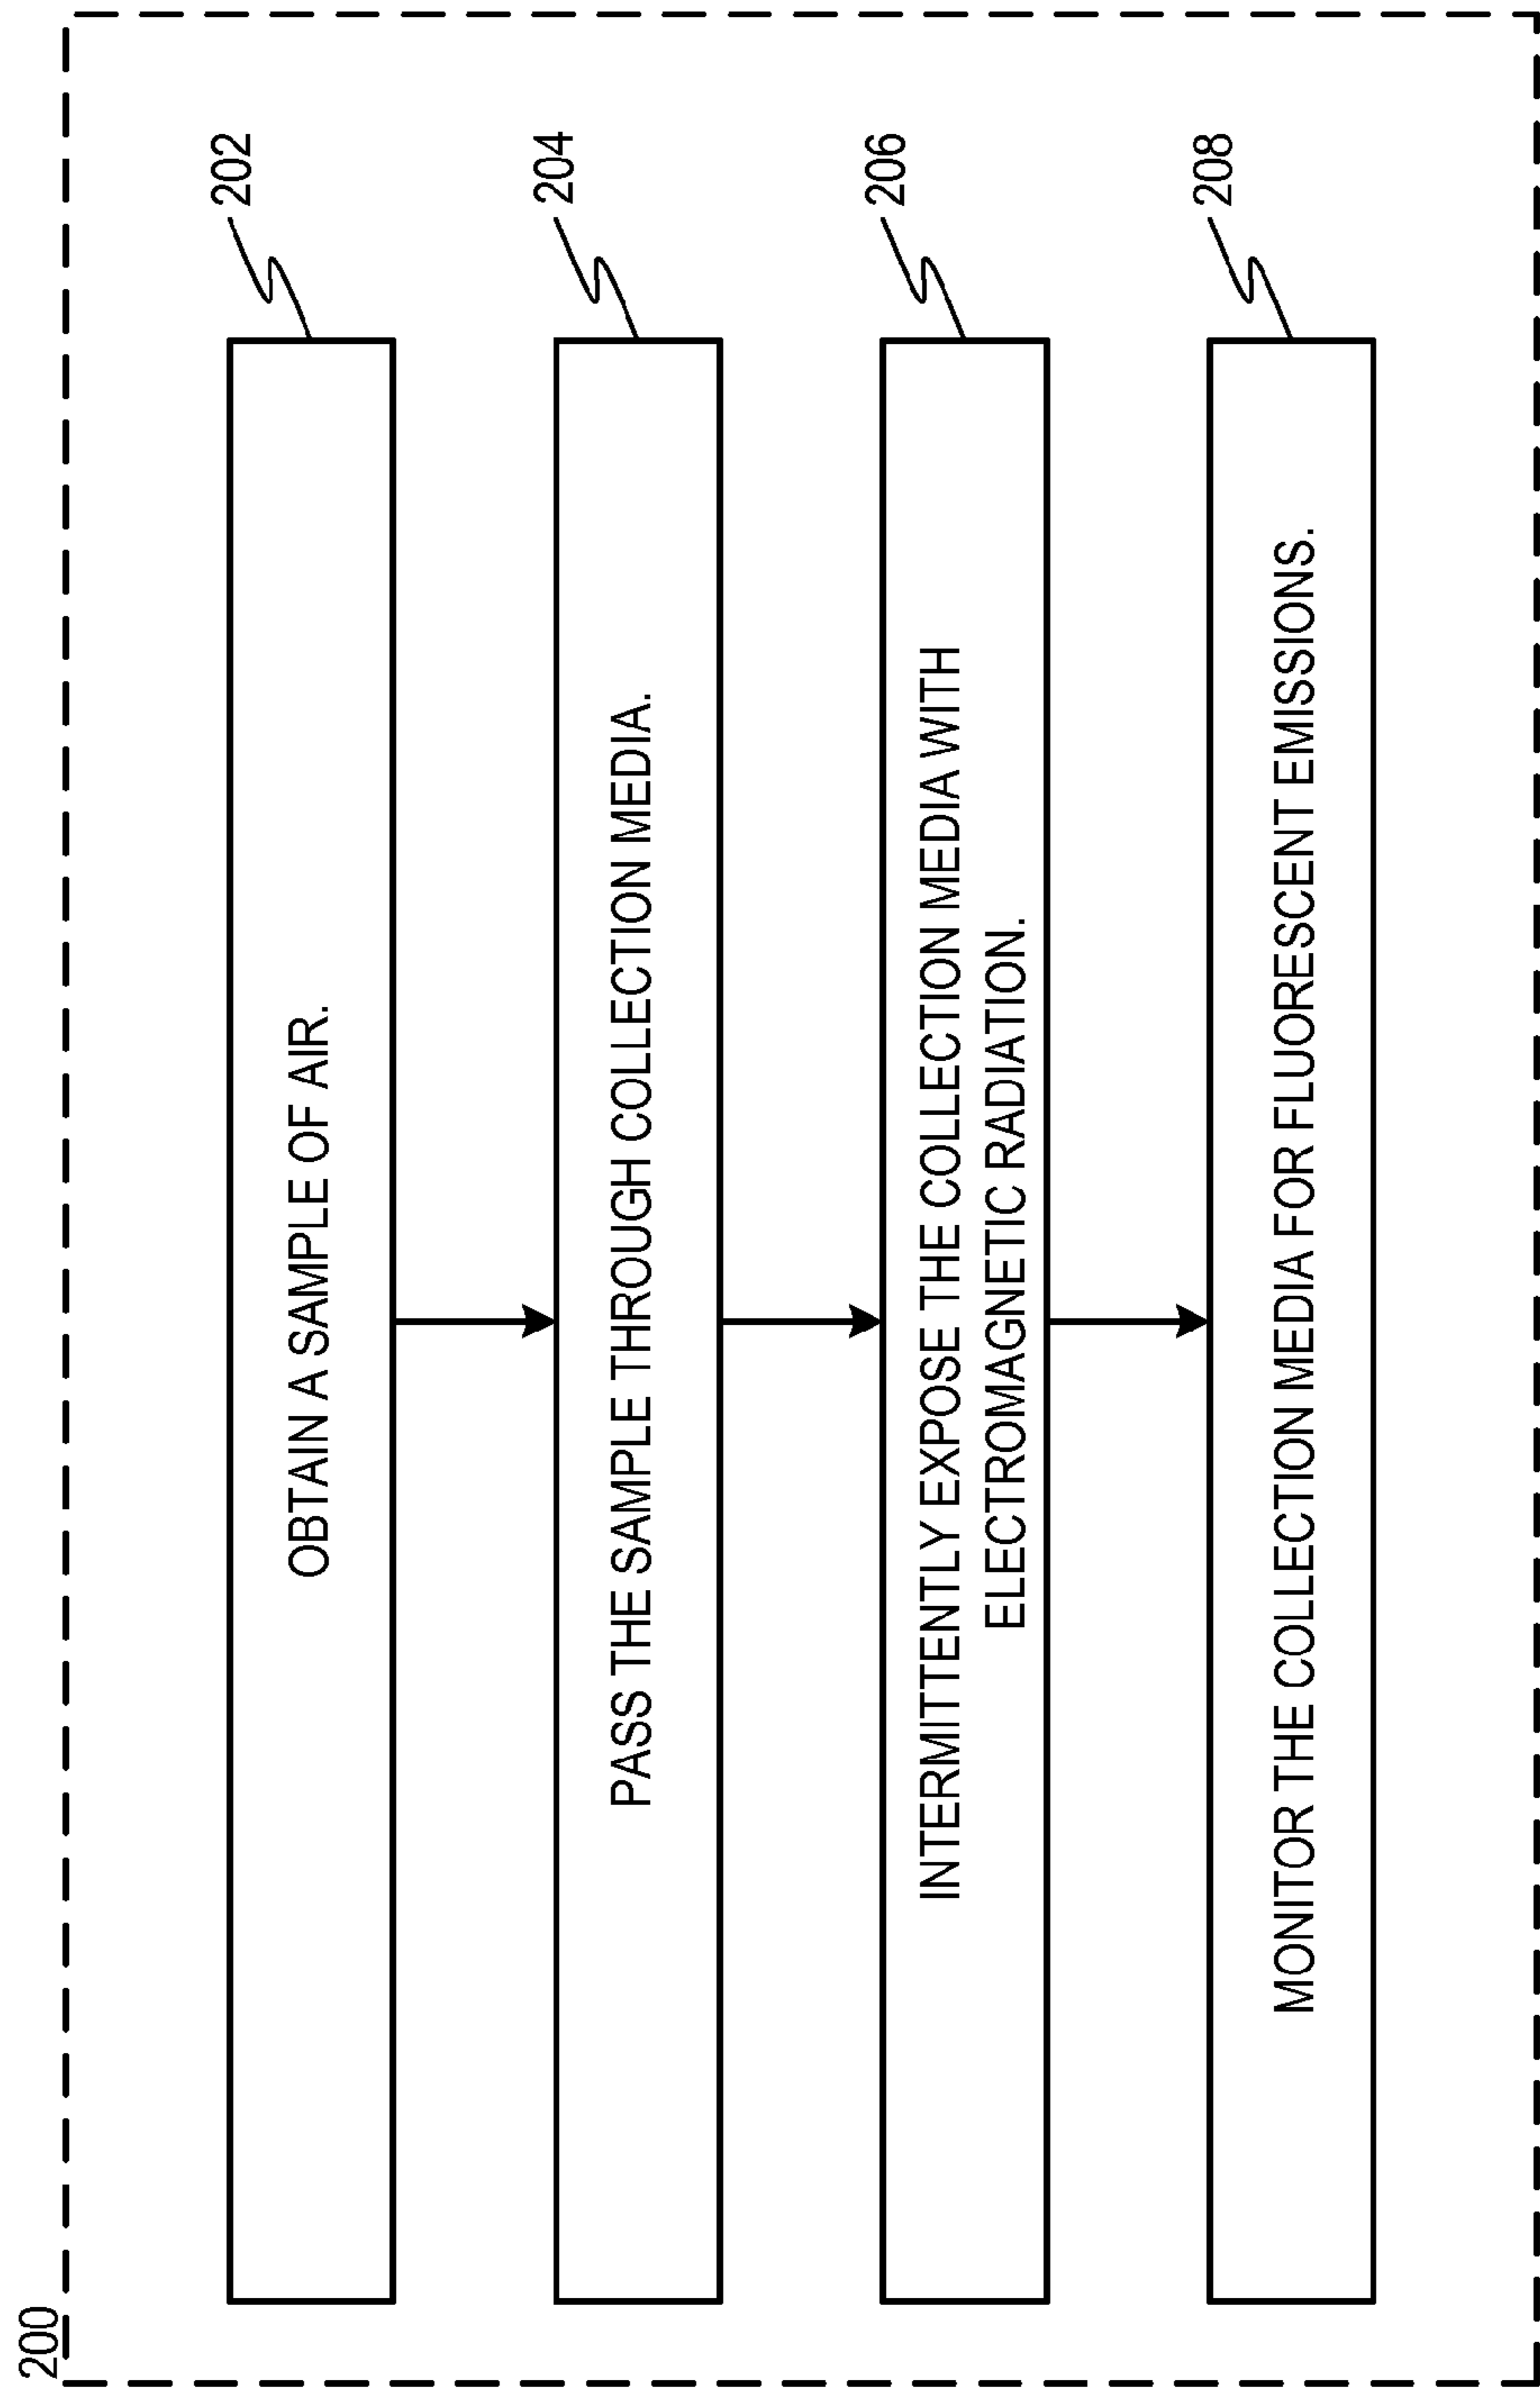 200
202
OBTAIN A SAMPLE OF AIR.
204
PASS THE SAMPLE THROUGH COLLECTION MEDIA.
206
INTERMITTENTLY EXPOSE THE COLLECTION MEDIA WITH
ELECTROMAGNETIC RADIATION.
208
MONITOR THE COLLECTION MEDIA FOR FLUORESCENT EMISSIONS.